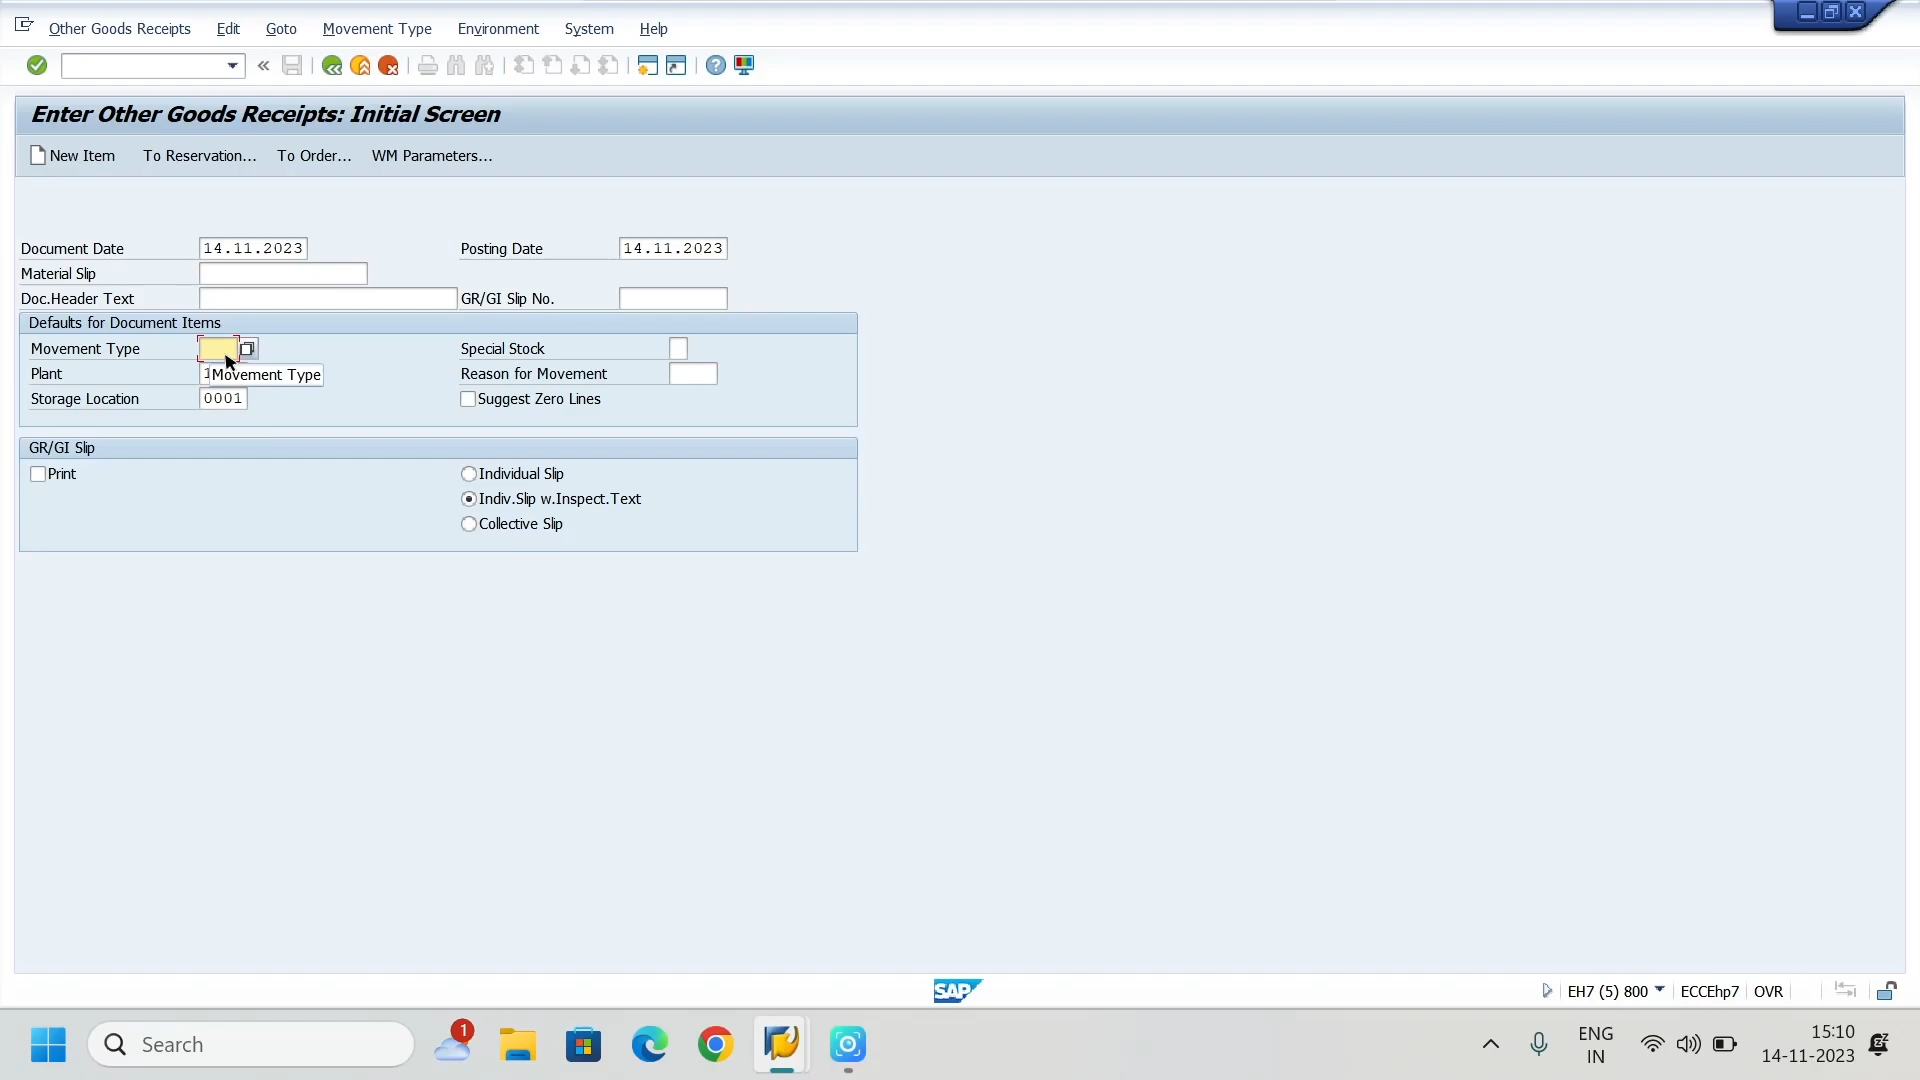 Other Goods Receipts Edit Goto Movement Type Environment System Help
Enter Other Goods Receipts: Initial Screen
New Item To Reservation... To Order... WM Parameters...
Document Date 14.11.2023 Posting Date 14.11.2023
Material Slip
Doc.Header Text GR/GI Slip No.
Defaults for Document Items
Movement Type Special Stock
Plant Movement Type Reason for Movement
Storage Location 0001 Suggest Zero Lines
GR/GI Slip
Print Individual Slip
Indiv.Slip w.Inspect.Text
Collective Slip
SAP EH7 (5) 800 ECCEhp7 OVR
1
Search
ENG
IN
15:10
14-11-2023